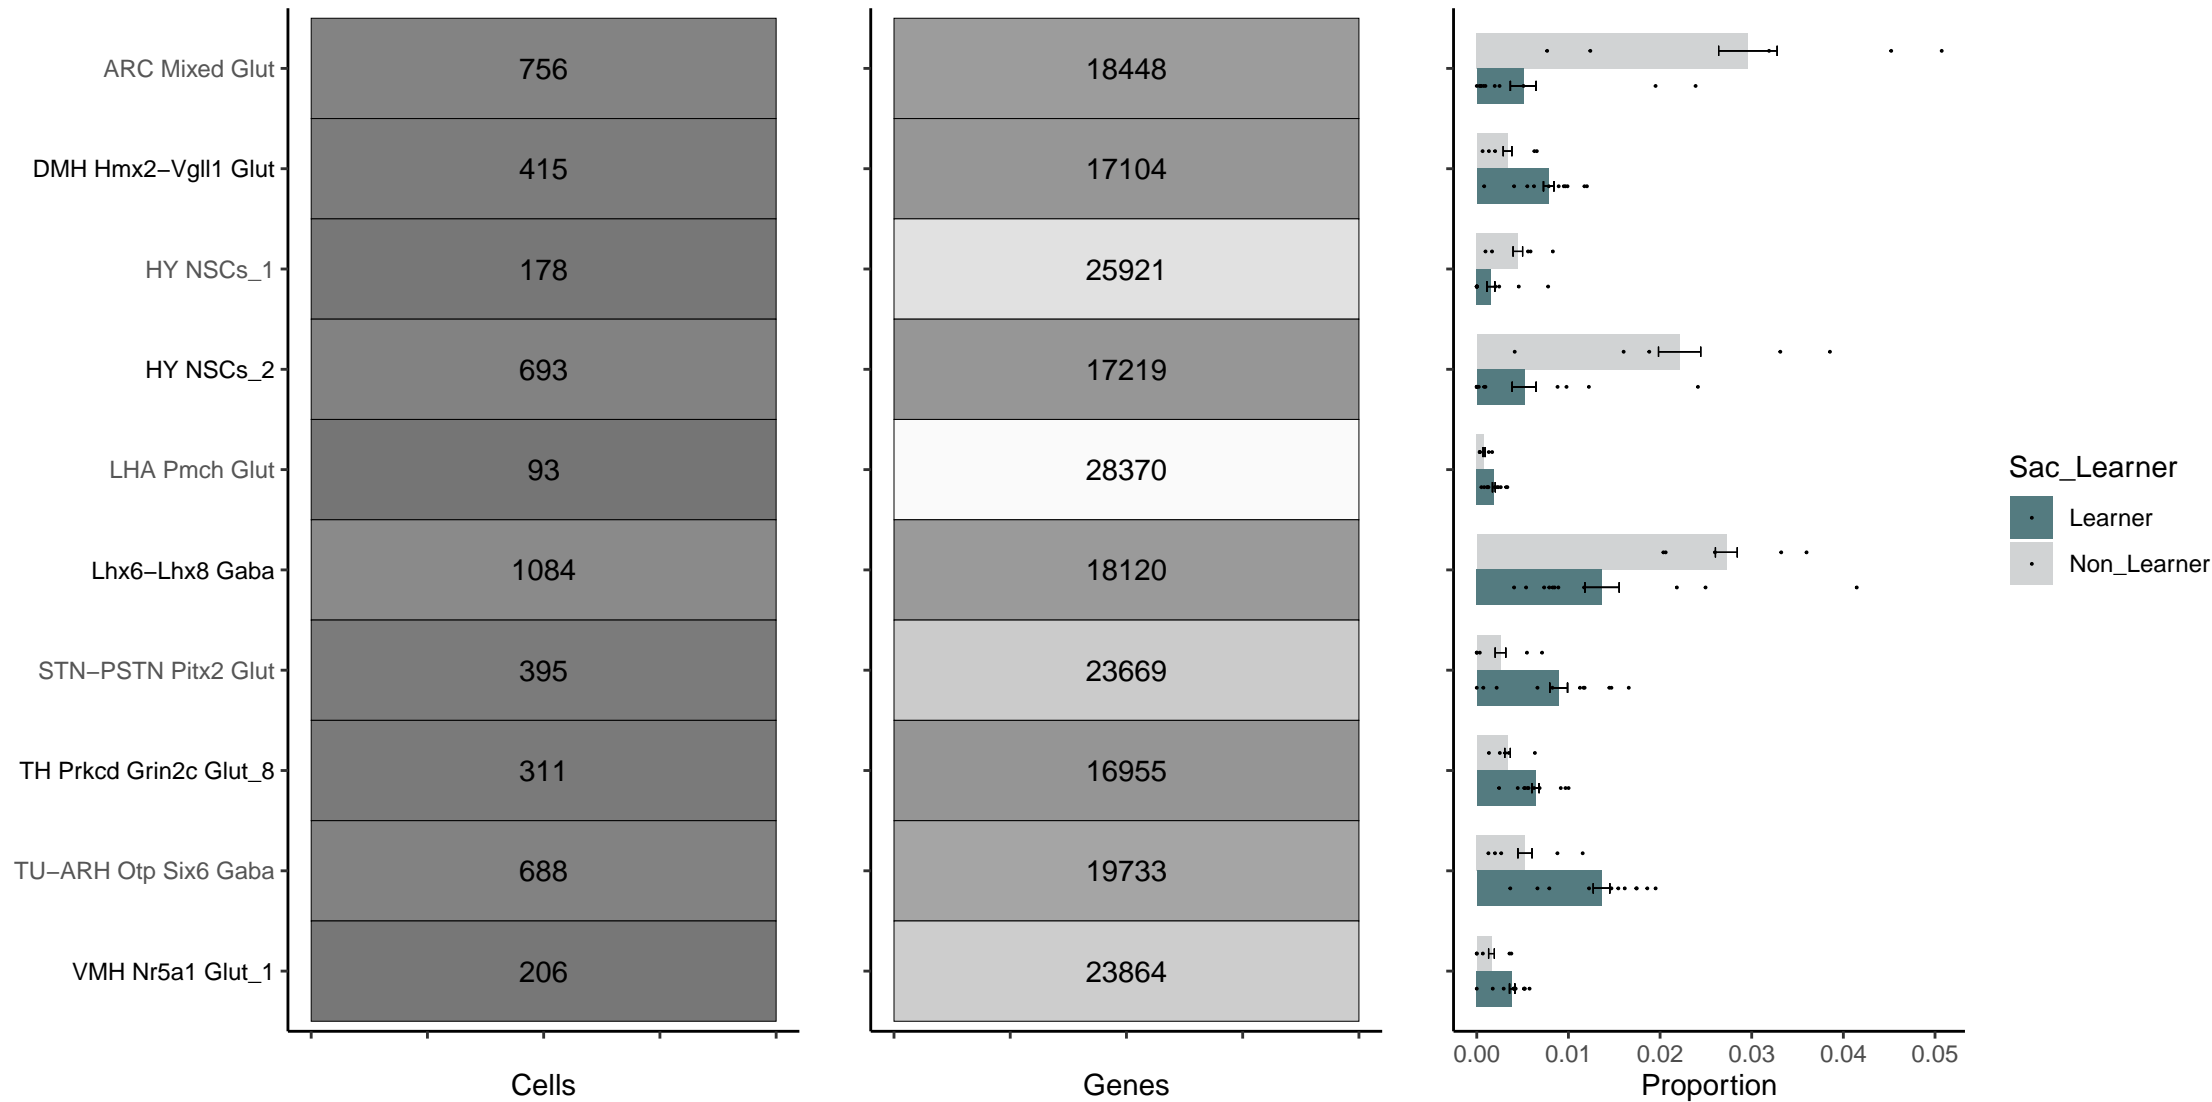 ARC Mixed Glut
756
18448
DMH Hmx2−Vgll1 Glut
415
17104
HY NSCs_1
178
25921
HY NSCs_2
693
17219
LHA Pmch Glut
93
28370
Lhx6−Lhx8 Gaba
1084
18120
STN−PSTN Pitx2 Glut
395
23669
TH Prkcd Grin2c Glut_8
311
16955
TU−ARH Otp Six6 Gaba
688
19733
VMH Nr5a1 Glut_1
206
23864
Cells
Genes
0.00 0.01 0.02 0.03 0.04 0.05
Proportion
Sac_Learner
Learner
Non_Learner